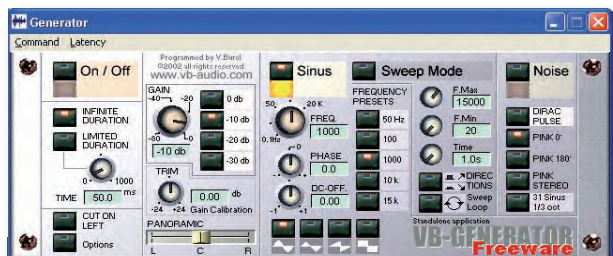 Generator
Command Latency
On / Off
INFINITE
DURATION
LIMITED
DURATION
0 1000
ms
TIME 50.0
CUT ON
LEFT
Options
Programmed by V.Burel
©2002 all rights reserved
www.vb-audio.com
GAIN
-40 -20
-60 0
-10 db
0 db
-10 db
-20 db
-30 db
TRIM
-24 +24
0.00 db
Gain Calibration
PANORAMIC
L C R
Sinus
50 20 K
0.1Hz
FREQ.
1000
0
PHASE
0.0
DC-OFF.
0.00
-1 1
Sweep Mode
FREQUENCY
PRESETS
50 Hz
100
1000
10 k
15 k
F.Max
15000
F.Min
20
Time
1.0s
DIREC
TIONS
Sweep
Loop
Noise
DIRAC
PULSE
PINK 0°
PINK 180°
PINK
STEREO
31 Sinus
1/3 oct
Standalone application
VB-GENERATOR
Freeware